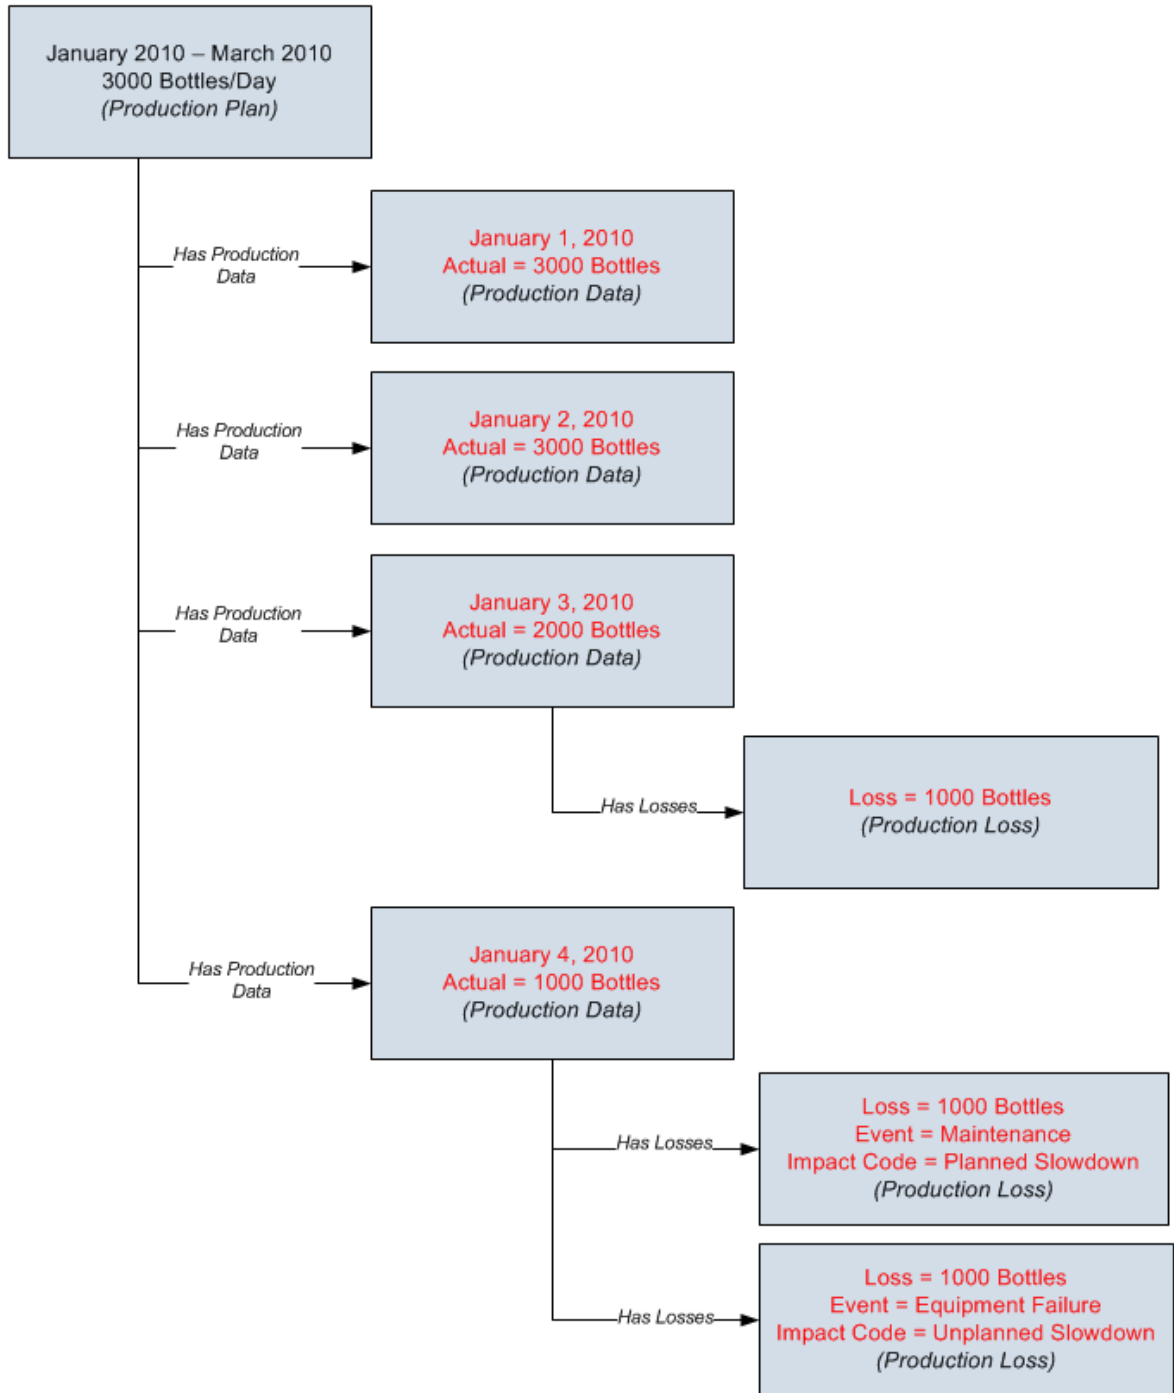 January 2010 – March 2010
3000 Bottles/Day
(Production Plan)
Has Production
Data
January 1, 2010
Actual = 3000 Bottles
(Production Data)
Has Production
Data
January 2, 2010
Actual = 3000 Bottles
(Production Data)
Has Production
Data
January 3, 2010
Actual = 2000 Bottles
(Production Data)
Has Losses
Loss = 1000 Bottles
(Production Loss)
Has Production
Data
January 4, 2010
Actual = 1000 Bottles
(Production Data)
Has Losses
Loss = 1000 Bottles
Event = Maintenance
Impact Code = Planned Slowdown
(Production Loss)
Has Losses
Loss = 1000 Bottles
Event = Equipment Failure
Impact Code = Unplanned Slowdown
(Production Loss)